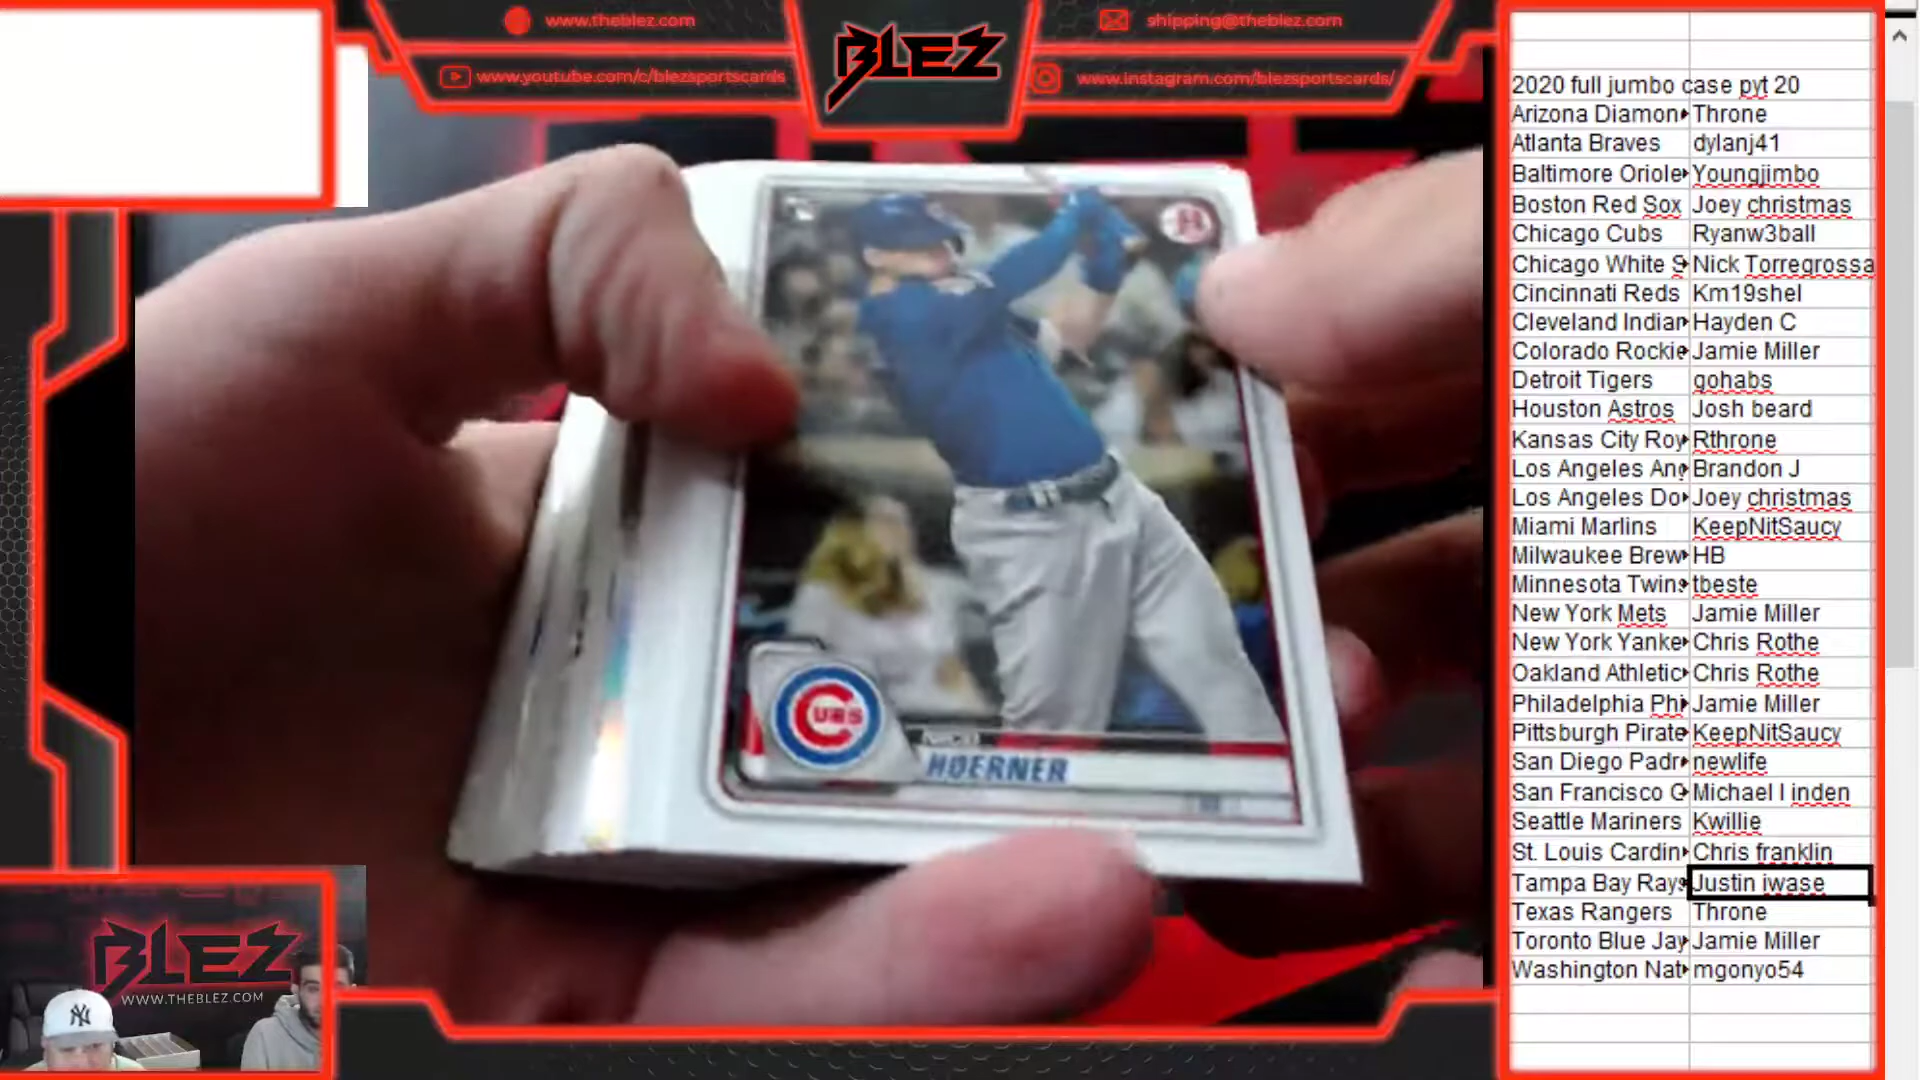 www.theblez.com
shipping@theblez.com
BLEZ
www.youtube.com/c/blezsportscards
www.instagram.com/blezsportscards/
2020 full jumbo case pyt 20
Arizona Diamon Throne
Atlanta Braves dylanj41
Baltimore Oriole Youngjimbo
Boston Red Sox Joey christmas
Chicago Cubs Ryanw3ball
Chicago White S Nick Torregrossa
Cincinnati Reds Km19shel
Cleveland Indian Hayden C
Colorado Rockie Jamie Miller
Detroit Tigers gohabs
Houston Astros Josh beard
Kansas City Roy Rthrone
Los Angeles Ang Brandon J
Los Angeles Do Joey christmas
Miami Marlins KeepNitSaucy
Milwaukee Brew HB
Minnesota Twins tbeste
New York Mets Jamie Miller
New York Yanke Chris Rothe
Oakland Athletic Chris Rothe
Philadelphia Phi Jamie Miller
Pittsburgh Pirate KeepNitSaucy
San Diego Padr newlife
San Francisco G Michael l inden
Seattle Mariners Kwillie
St. Louis Cardin Chris franklin
Tampa Bay Rays Justin iwase
Texas Rangers Throne
Toronto Blue Jay Jamie Miller
Washington Nat mgonyo54
CUBS
NICO
HOERNER
BLEZ
WWW.THEBLEZ.COM
NY